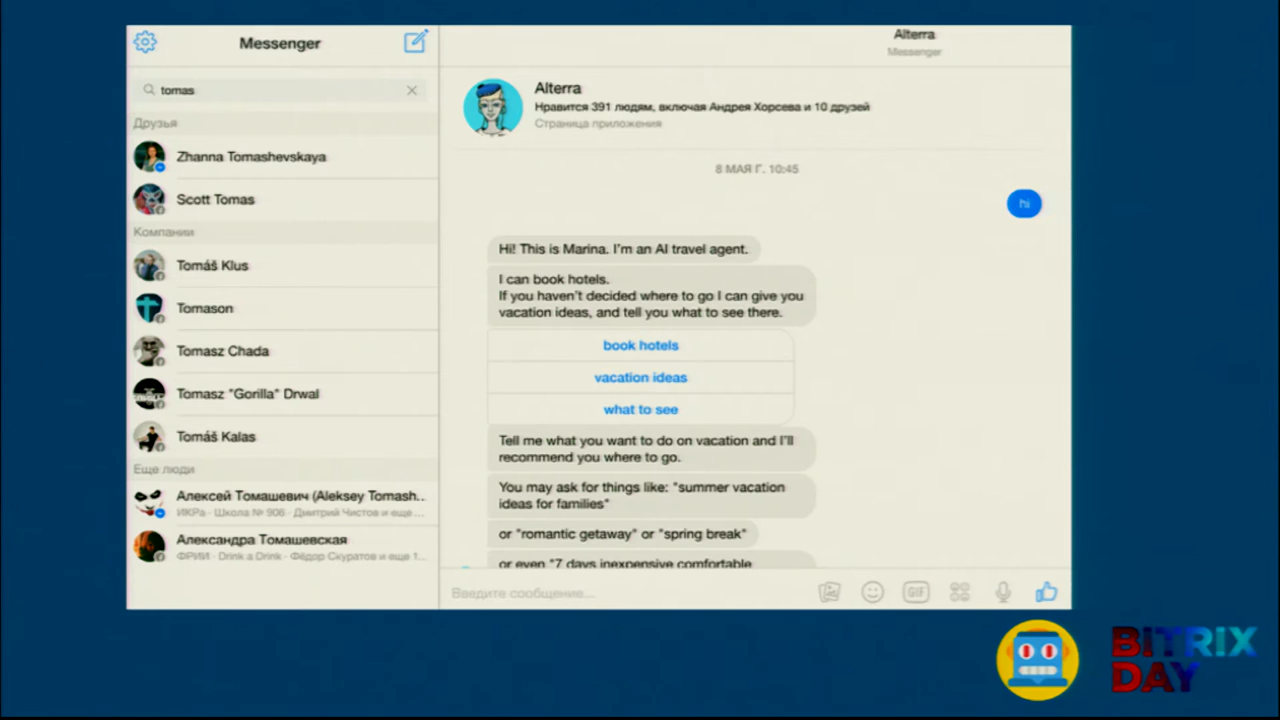 Messenger
tomas
Друзья
Zhanna Tomashevskaya
Scott Tomas
Компании
Tomáš Klus
Tomason
Tomasz Chada
Tomasz "Gorilla" Drwal
Tomáš Kalas
Еще люди
Алексей Томашевич (Aleksey Tomash..
ИКРа · Школа № 906 · Дмитрий Чистов и еще ...
Александра Томашевская
ФРИИ · Drink a Drink · Фёдор Скуратов и еще 1...
Alterra
Messenger
Alterra
Нравится 391 людям, включая Андрея Хорсева и 10 друзей
Страница приложения
8 МАЯ Г. 10:45
hi
Hi! This is Marina. I'm an AI travel agent.
I can book hotels.
If you haven't decided where to go I can give you
vacation ideas, and tell you what to see there.
book hotels
vacation ideas
what to see
Tell me what you want to do on vacation and I'll
recommend you where to go.
You may ask for things like: "summer vacation
ideas for families"
or "romantic getaway" or "spring break"
or even "7 days inexpensive comfortable
Введите сообщение...
GIF
BITRIX
DAY